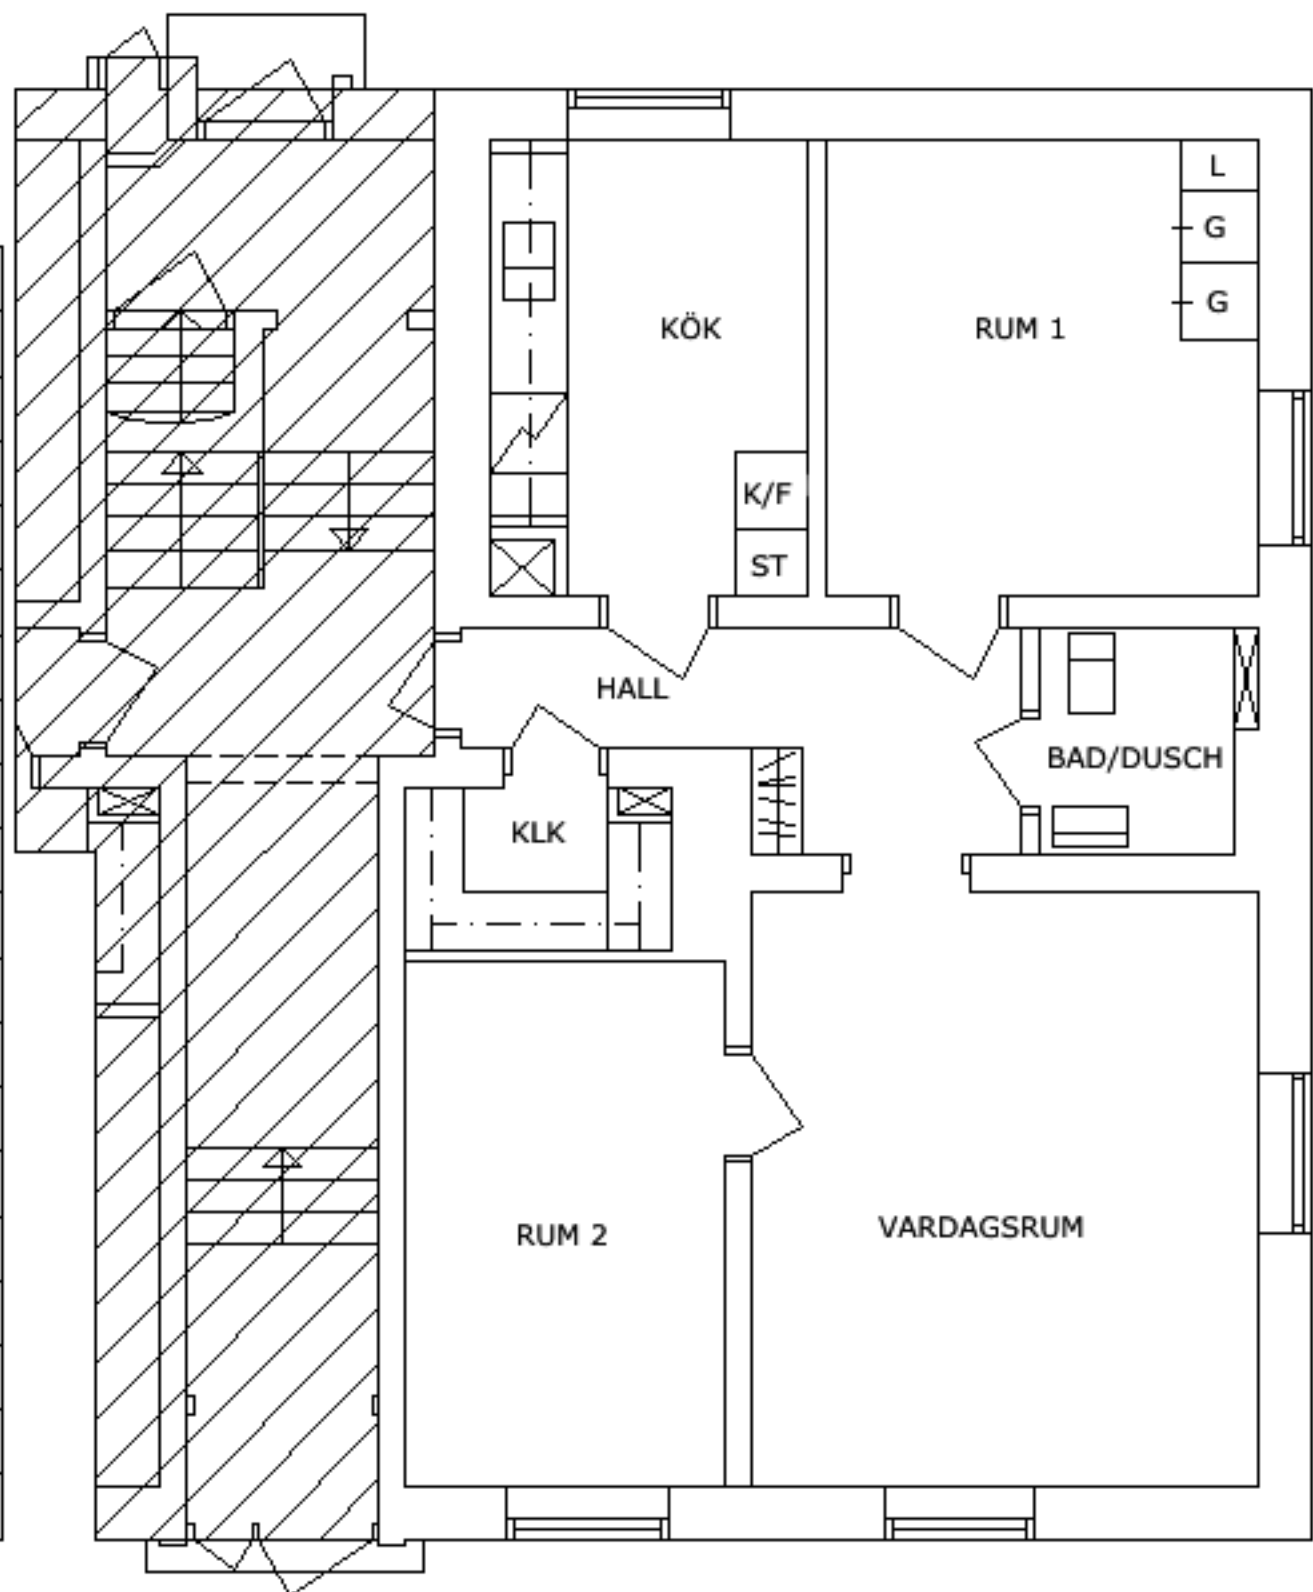 L
G
G
KÖK
RUM 1
K/F
ST
HALL
BAD/DUSCH
KLK
RUM 2
VARDAGSRUM